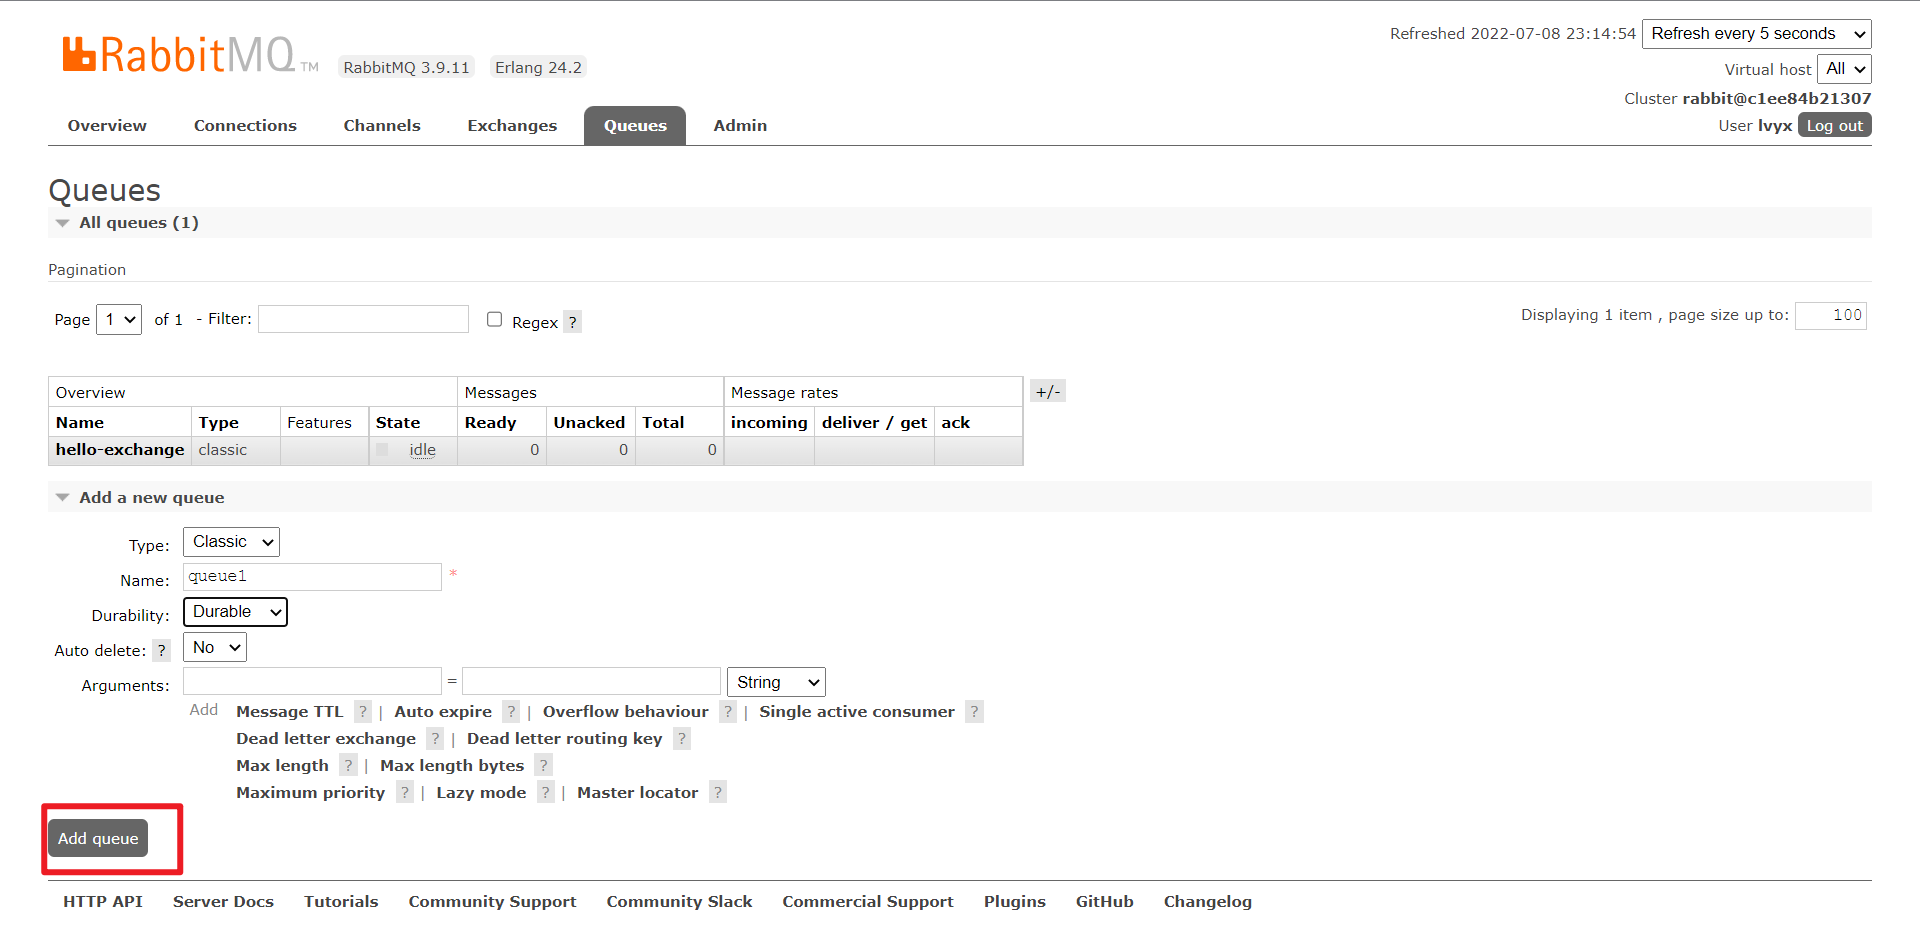 RabbitMQ TM RabbitMQ 3.9.11 Erlang 24.2
Refreshed 2022-07-08 23:14:54 Refresh every 5 seconds
Virtual host All
Cluster rabbit@c1ee84b21307
User lvyx Log out
Overview Connections Channels Exchanges Queues Admin
Queues
All queues (1)
Pagination
Page 1 of 1 - Filter: Regex ? Displaying 1 item , page size up to: 100
Overview Messages Message rates +/-
Name Type Features State Ready Unacked Total incoming deliver / get ack
hello-exchange classic idle 0 0 0
Add a new queue
Type: Classic
Name: queue1 *
Durability: Durable
Auto delete: ? No
Arguments: = String
Add Message TTL ? | Auto expire ? | Overflow behaviour ? | Single active consumer ?
Dead letter exchange ? | Dead letter routing key ?
Max length ? | Max length bytes ?
Maximum priority ? | Lazy mode ? | Master locator ?
Add queue
HTTP API Server Docs Tutorials Community Support Community Slack Commercial Support Plugins GitHub Changelog